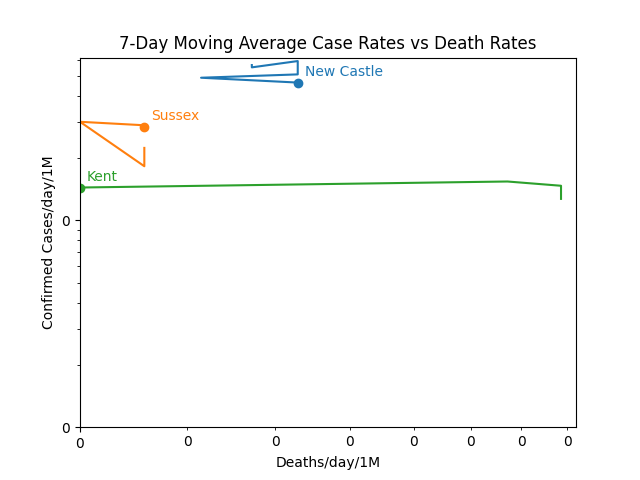 7-Day Moving Average Case Rates vs Death Rates
New Castle
Sussex
Kent
Confirmed Cases/day/1M
0
0
0 0 0 0 0 0 0 0
Deaths/day/1M